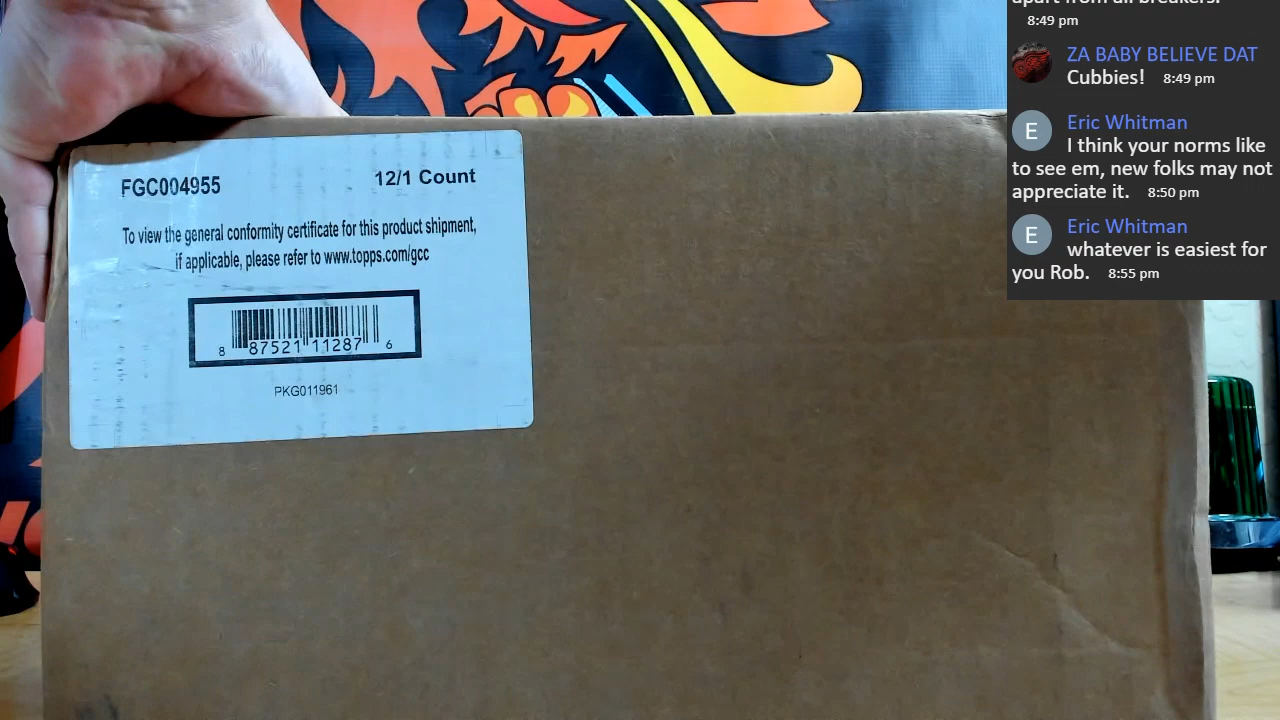 FGC004955
12/1 Count
To view the general conformity certificate for this product shipment,
if applicable, please refer to www.topps.com/gcc
8 87521 11287 6
PKG011961
apart from all breakers.
8:49 pm
ZA BABY BELIEVE DAT
Cubbies! 8:49 pm
E
Eric Whitman
I think your norms like
to see em, new folks may not
appreciate it. 8:50 pm
E
Eric Whitman
whatever is easiest for
you Rob. 8:55 pm